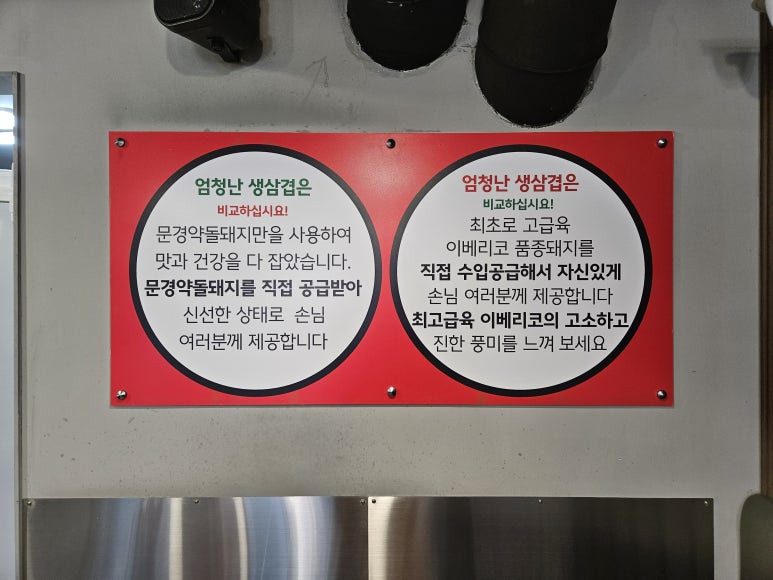 엄청난 생삼겹은
비교하십시요!
문경약돌돼지만을 사용하여
맛과 건강을 다 잡았습니다.
문경약돌돼지를 직접 공급받아
신선한 상태로 손님
여러분께 제공합니다
엄청난 생삼겹은
비교하십시요!
최초로 고급육
이베리코 품종돼지를
직접 수입공급해서 자신있게
손님 여러분께 제공합니다
최고급육 이베리코의 고소하고
진한 풍미를 느껴 보세요